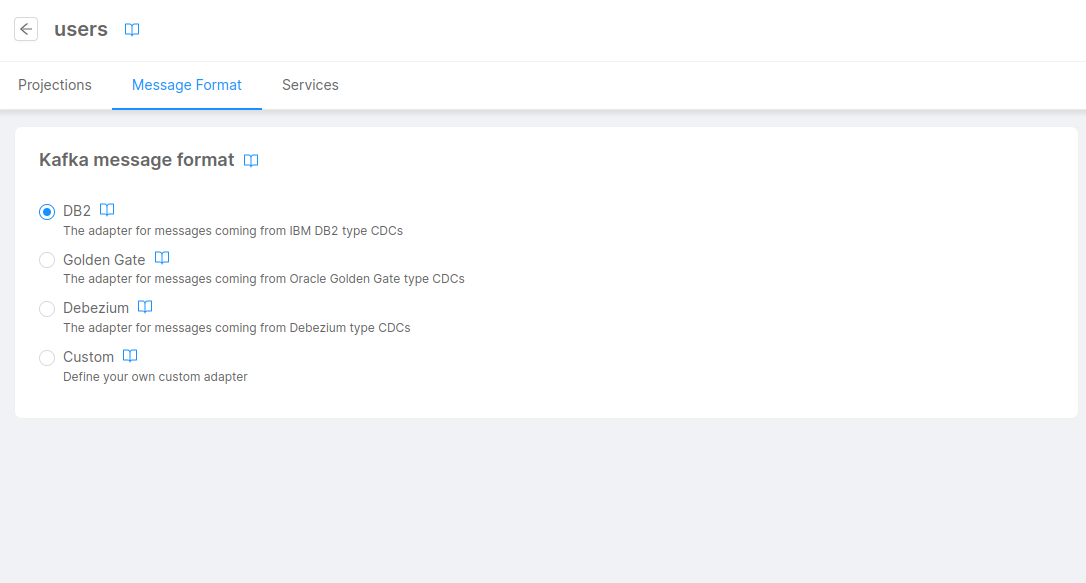 users
Projections
Message Format
Services
Kafka message format
DB2
The adapter for messages coming from IBM DB2 type CDCs
Golden Gate
The adapter for messages coming from Oracle Golden Gate type CDCs
Debezium
The adapter for messages coming from Debezium type CDCs
Custom
Define your own custom adapter